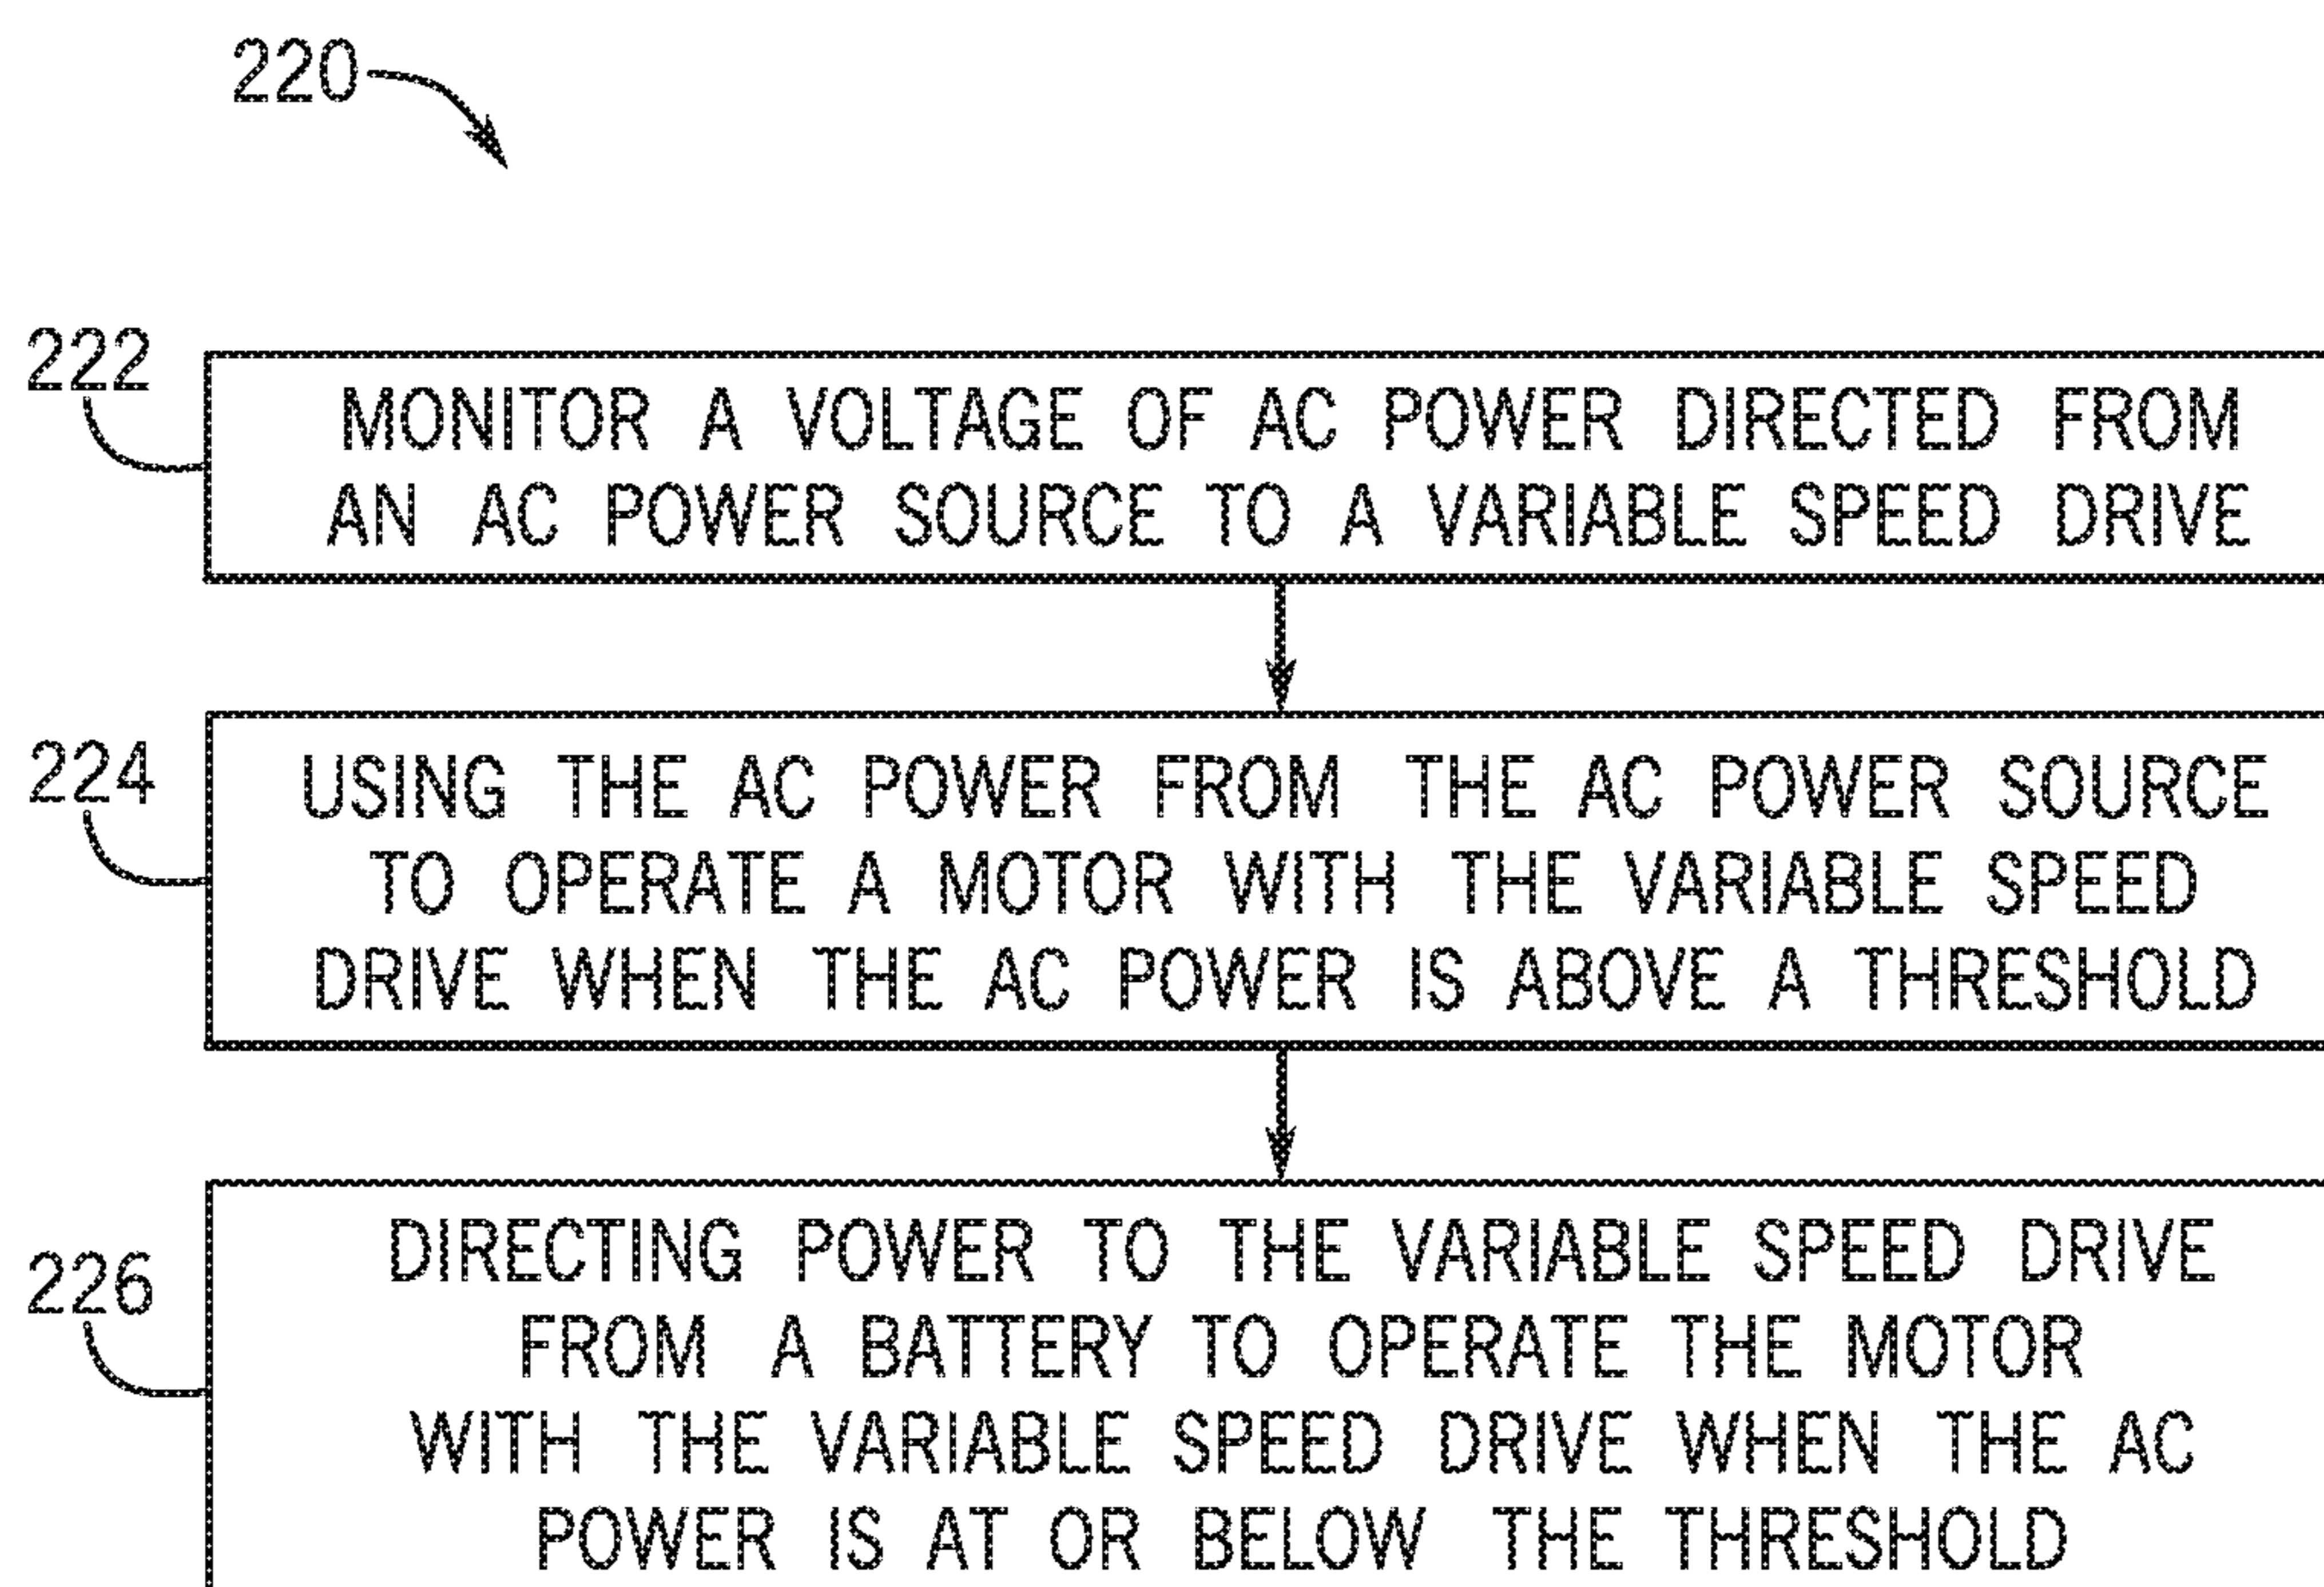 220
222
MONITOR A VOLTAGE OF AC POWER DIRECTED FROM
AN AC POWER SOURCE TO A VARIABLE SPEED DRIVE
224
USING THE AC POWER FROM THE AC POWER SOURCE
TO OPERATE A MOTOR WITH THE VARIABLE SPEED
DRIVE WHEN THE AC POWER IS ABOVE A THRESHOLD
226
DIRECTING POWER TO THE VARIABLE SPEED DRIVE
FROM A BATTERY TO OPERATE THE MOTOR
WITH THE VARIABLE SPEED DRIVE WHEN THE AC
POWER IS AT OR BELOW THE THRESHOLD